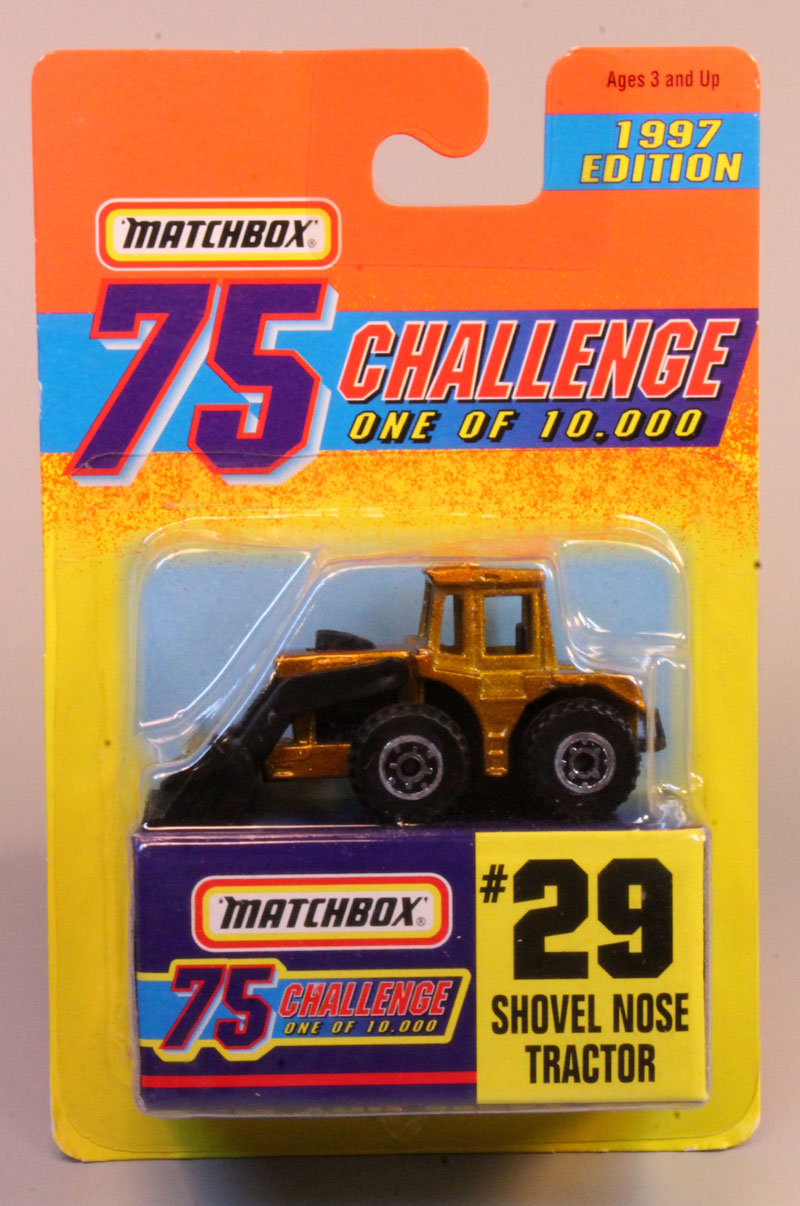 Ages 3 and Up
1997
EDITION
'MATCHBOX'®
75 CHALLENGE
ONE OF 10,000
'MATCHBOX'®
75 CHALLENGE
ONE OF 10,000
#29
SHOVEL NOSE
TRACTOR